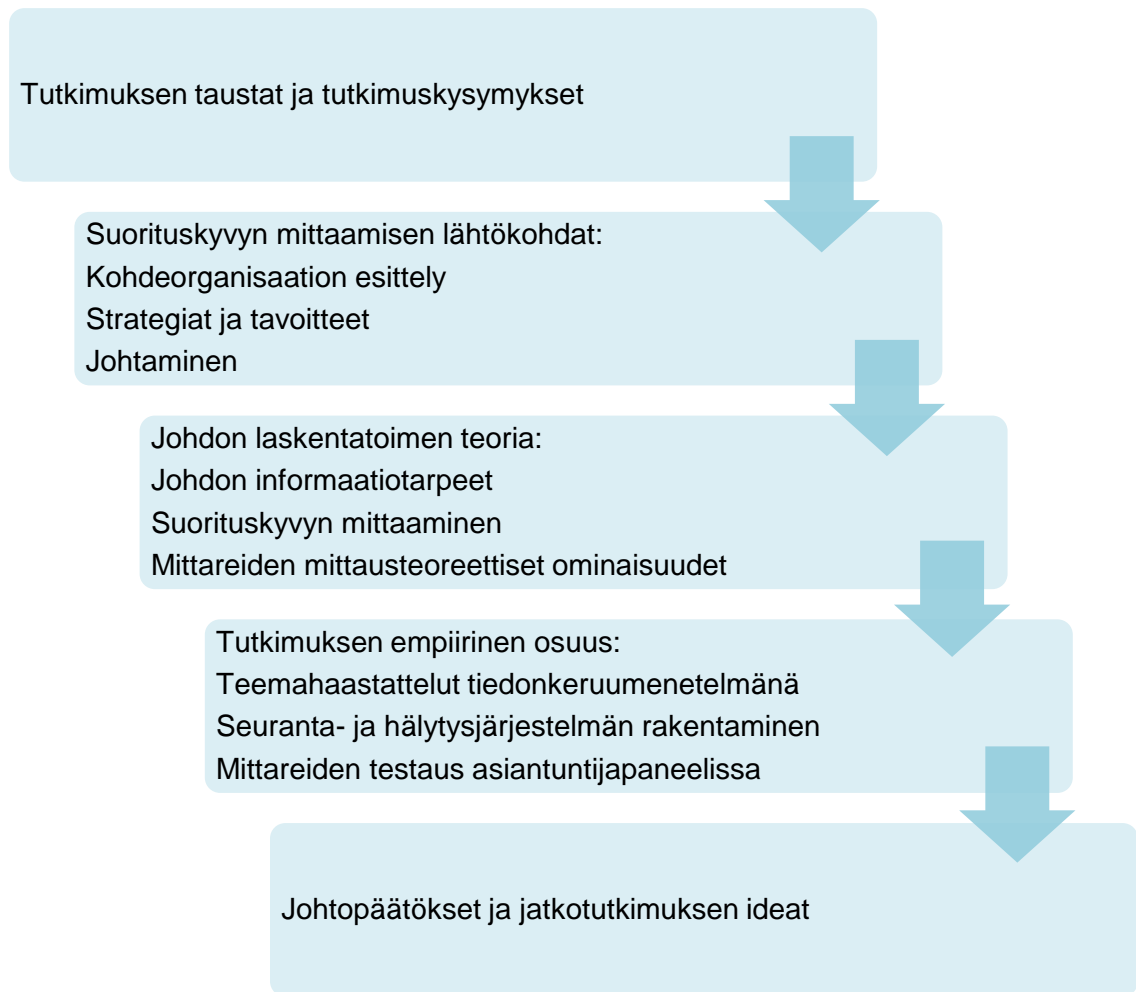 Tutkimuksen taustat ja tutkimuskysymykset
Suorituskyvyn mittaamisen lähtökohdat:
Kohdeorganisaation esittely
Strategiat ja tavoitteet
Johtaminen
Johdon laskentatoimen teoria:
Johdon informaatiotarpeet
Suorituskyvyn mittaaminen
Mittareiden mittausteoreettiset ominaisuudet
Tutkimuksen empiirinen osuus:
Teemahaastattelut tiedonkeruumenetelmänä
Seuranta- ja hälytysjärjestelmän rakentaminen
Mittareiden testaus asiantuntijapaneelissa
Johtopäätökset ja jatkotutkimuksen ideat